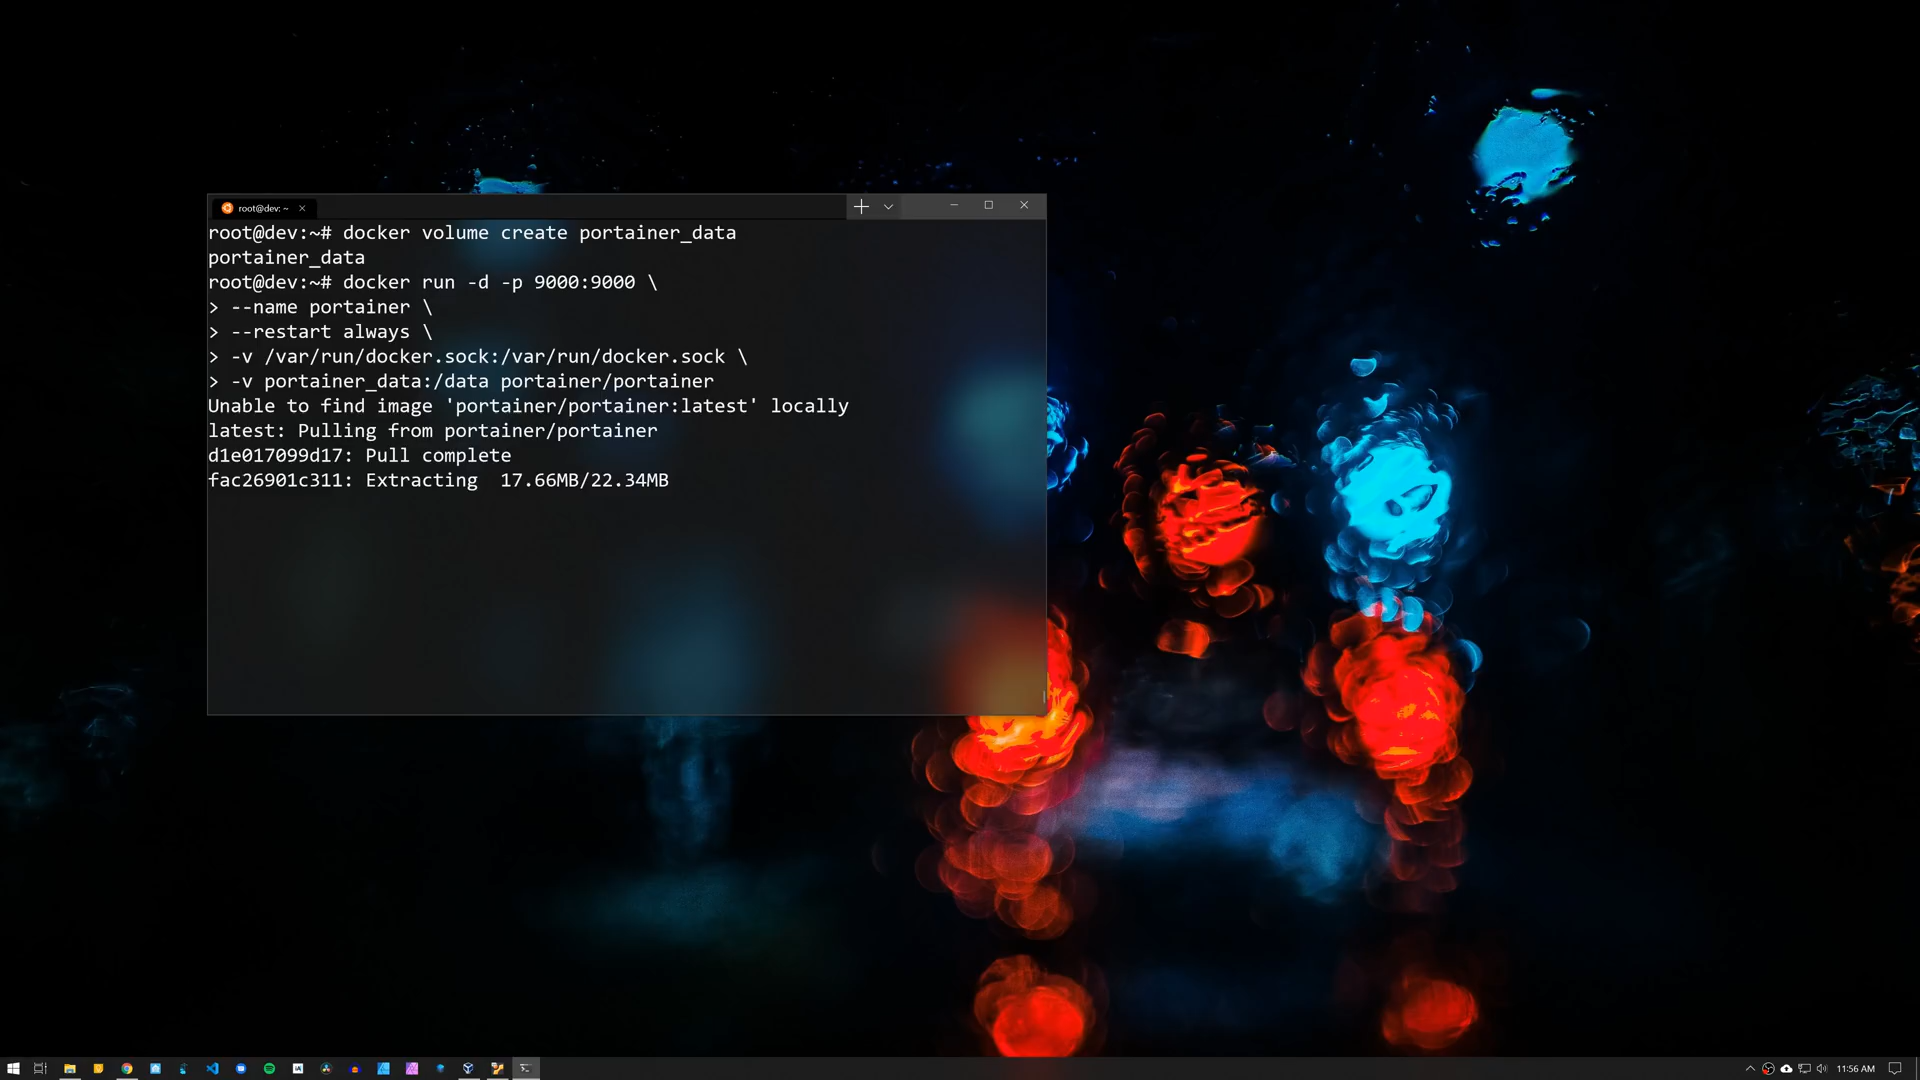 root@dev: ~
root@dev:~# docker volume create portainer_data
portainer_data
root@dev:~# docker run -d -p 9000:9000 \
> --name portainer \
> --restart always \
> -v /var/run/docker.sock:/var/run/docker.sock \
> -v portainer_data:/data portainer/portainer
Unable to find image 'portainer/portainer:latest' locally
latest: Pulling from portainer/portainer
d1e017099d17: Pull complete
fac26901c311: Extracting  17.66MB/22.34MB
11:56 AM